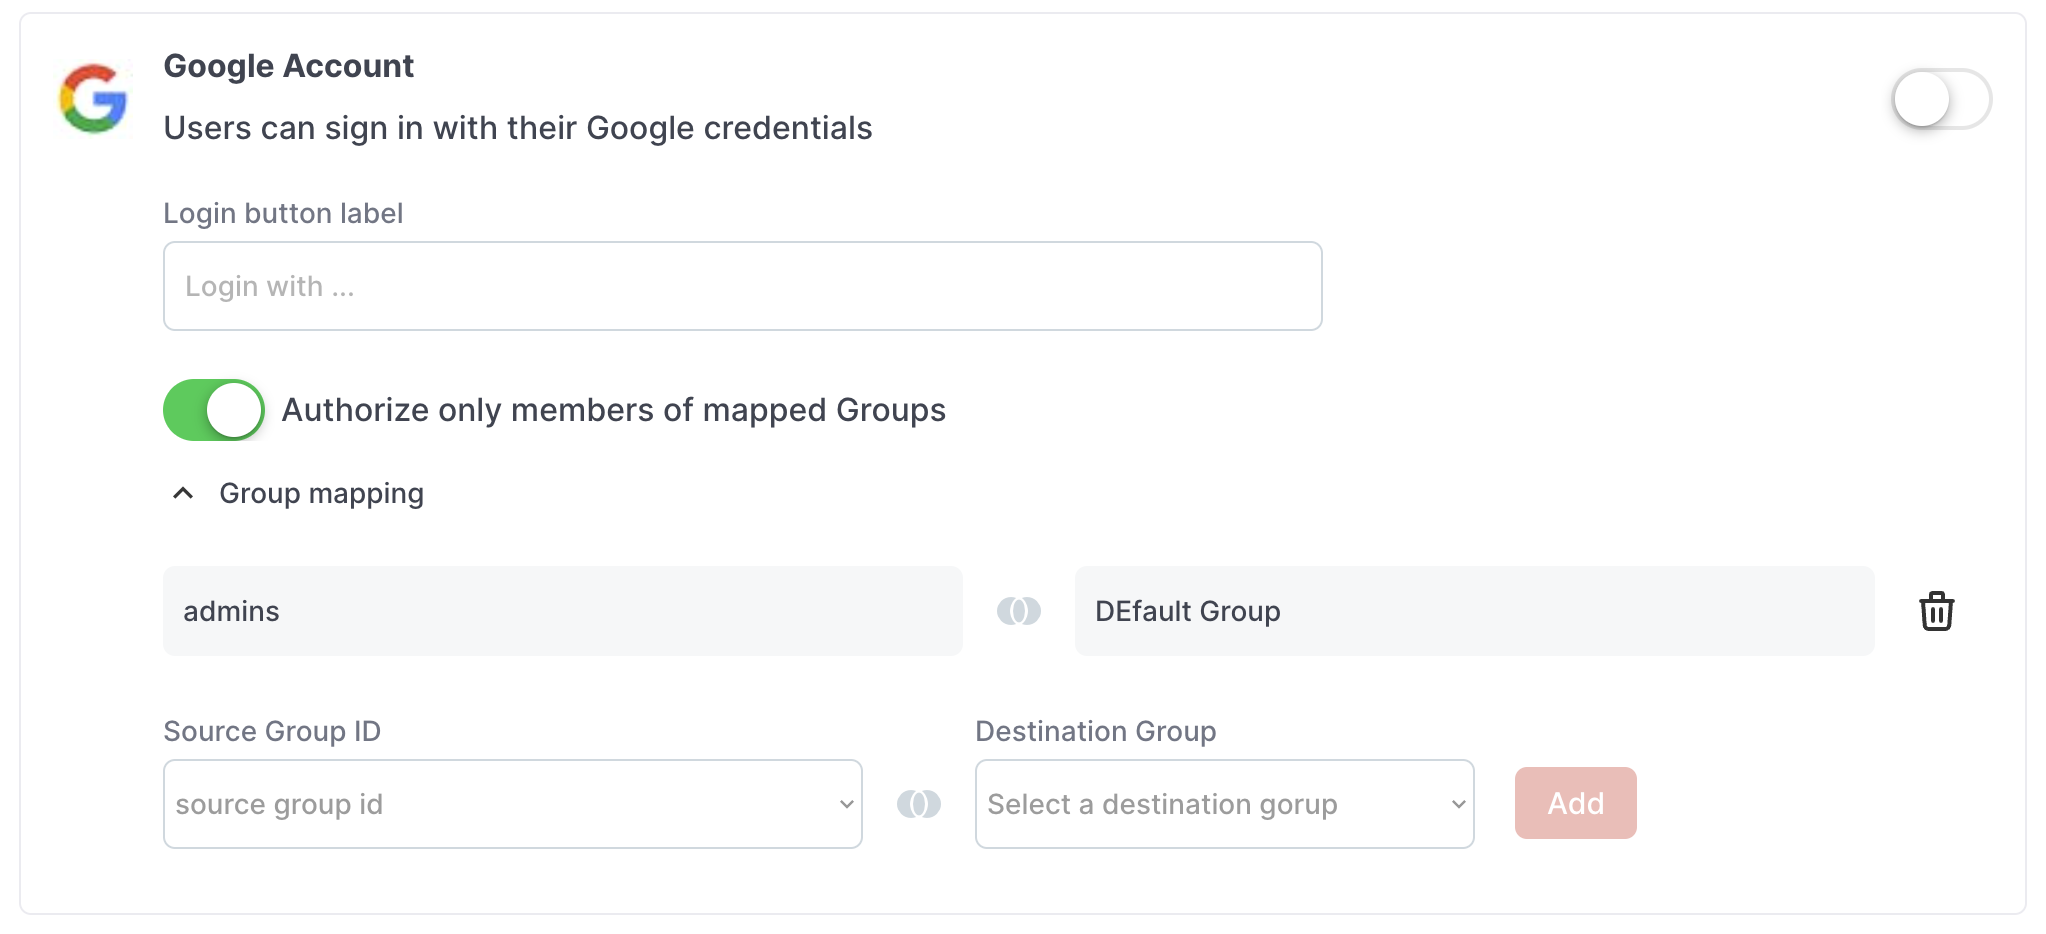 Google Account
Users can sign in with their Google credentials
Login button label
Login with ...
Authorize only members of mapped Groups
Group mapping
admins
DEfault Group
Source Group ID
Destination Group
source group id
Select a destination gorup
Add